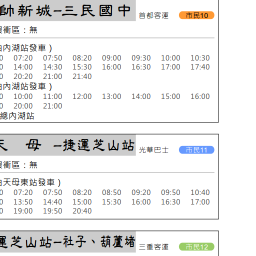 帥新城--三民國中 首都客運 市民10
衝區：無
內湖站發車）
0 07:20 07:50 08:20 09:00 09:30 10:00 10:30
0 14:00 14:30 15:30 16:00 16:30 17:00 17:40
0 20:20 21:00 21:40
內湖站發車）
0 10:00 11:00 12:00 13:00 14:00 15:00 16:00
0 20:00 21:00
總內湖站
天 母 --捷運芝山站 光華巴士 市民11
衝區：無
天母東站發車）
0 07:20 07:50 08:20 08:50 09:20 09:50 10:40
0 13:50 14:40 15:00 15:30 16:00 16:30 17:00
0 19:00 19:50 20:40
運芝山站--社子、葫蘆堵 三重客運 市民12